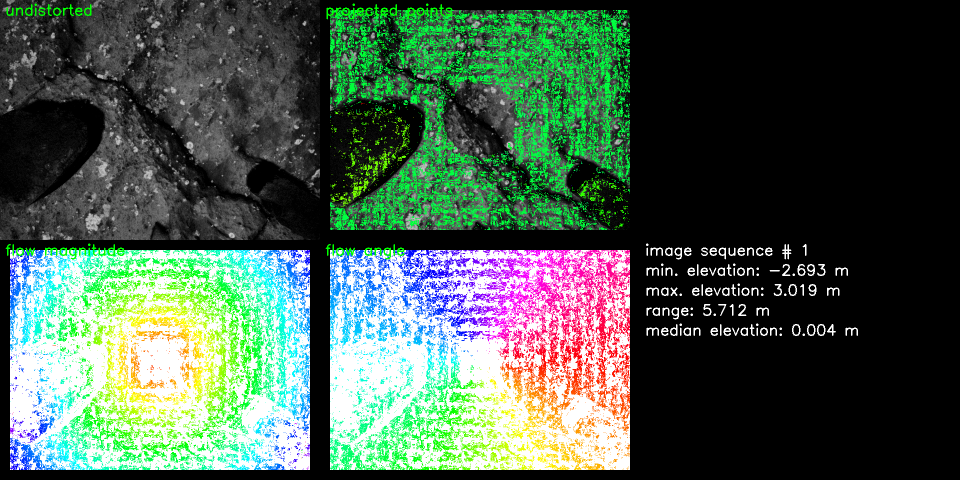 undistorted
projected points
flow magnitude
flow angle
image sequence # 1
min. elevation: −2.693 m
max. elevation: 3.019 m
range: 5.712 m
median elevation: 0.004 m